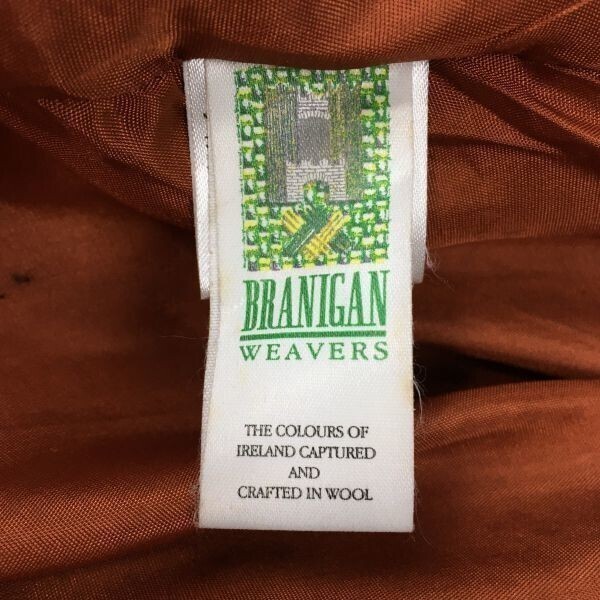 BRANIGAN
WEAVERS
THE COLOURS OF
IRELAND CAPTURED
AND
CRAFTED IN WOOL